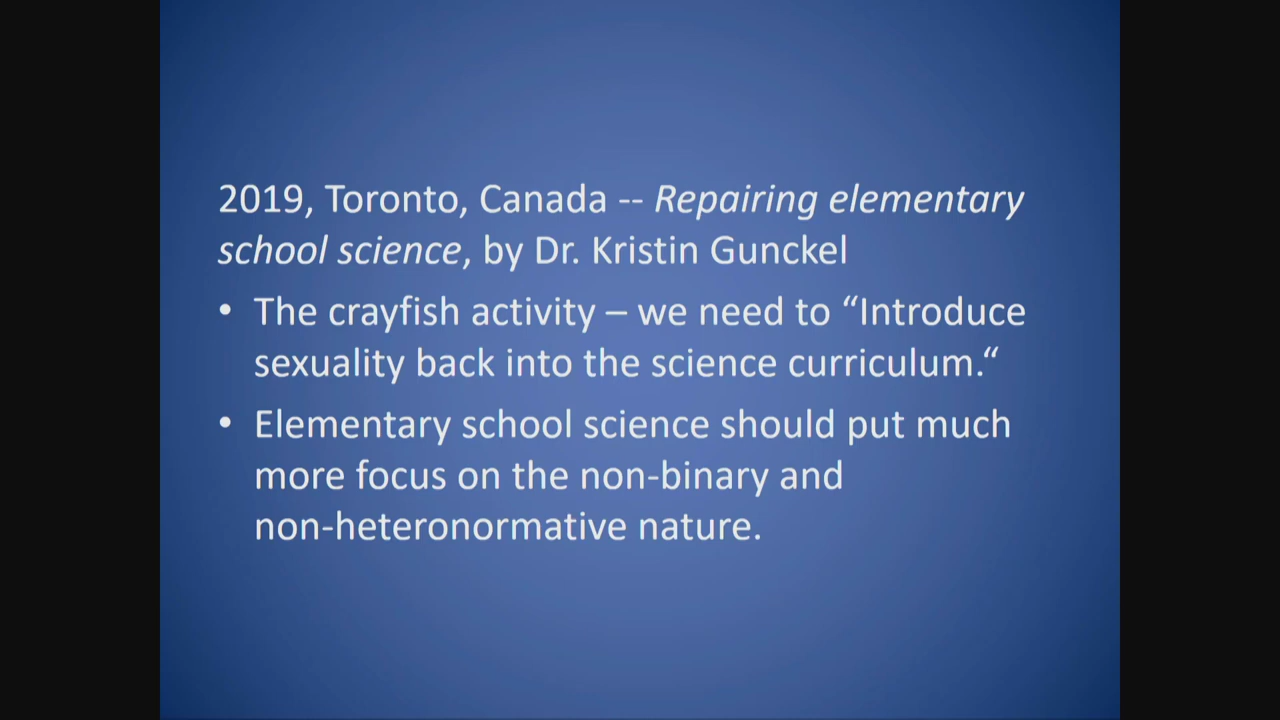 2019, Toronto, Canada -- Repairing elementary
school science, by Dr. Kristin Gunckel
• The crayfish activity – we need to “Introduce
sexuality back into the science curriculum.“
• Elementary school science should put much
more focus on the non-binary and
non-heteronormative nature.